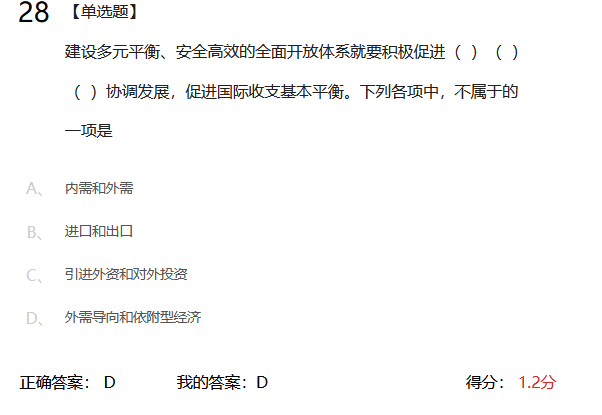 28 【单选题】
建设多元平衡、安全高效的全面开放体系就要积极促进（ ）（ ）
（ ）协调发展，促进国际收支基本平衡。下列各项中，不属于的
一项是
A、 内需和外需
B、 进口和出口
C、 引进外资和对外投资
D、 外需导向和依附型经济
正确答案： D 我的答案：D 得分： 1.2分